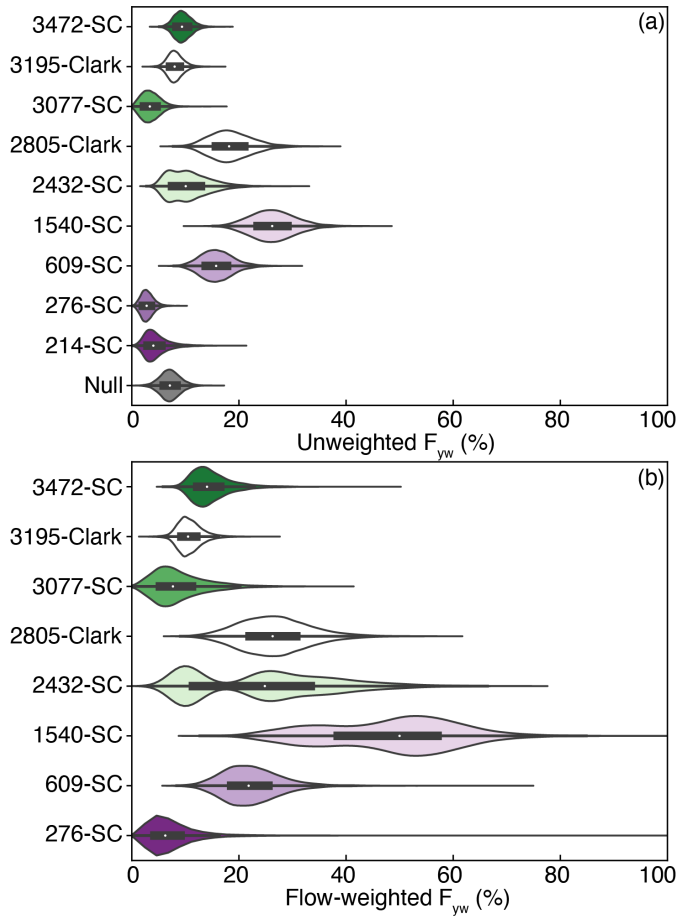 (a)
3472-SC
3195-Clark
3077-SC
2805-Clark
2432-SC
1540-SC
609-SC
276-SC
214-SC
Null
0 20 40 60 80 100
Unweighted Fyw (%)
(b)
3472-SC
3195-Clark
3077-SC
2805-Clark
2432-SC
1540-SC
609-SC
276-SC
0 20 40 60 80 100
Flow-weighted Fyw (%)